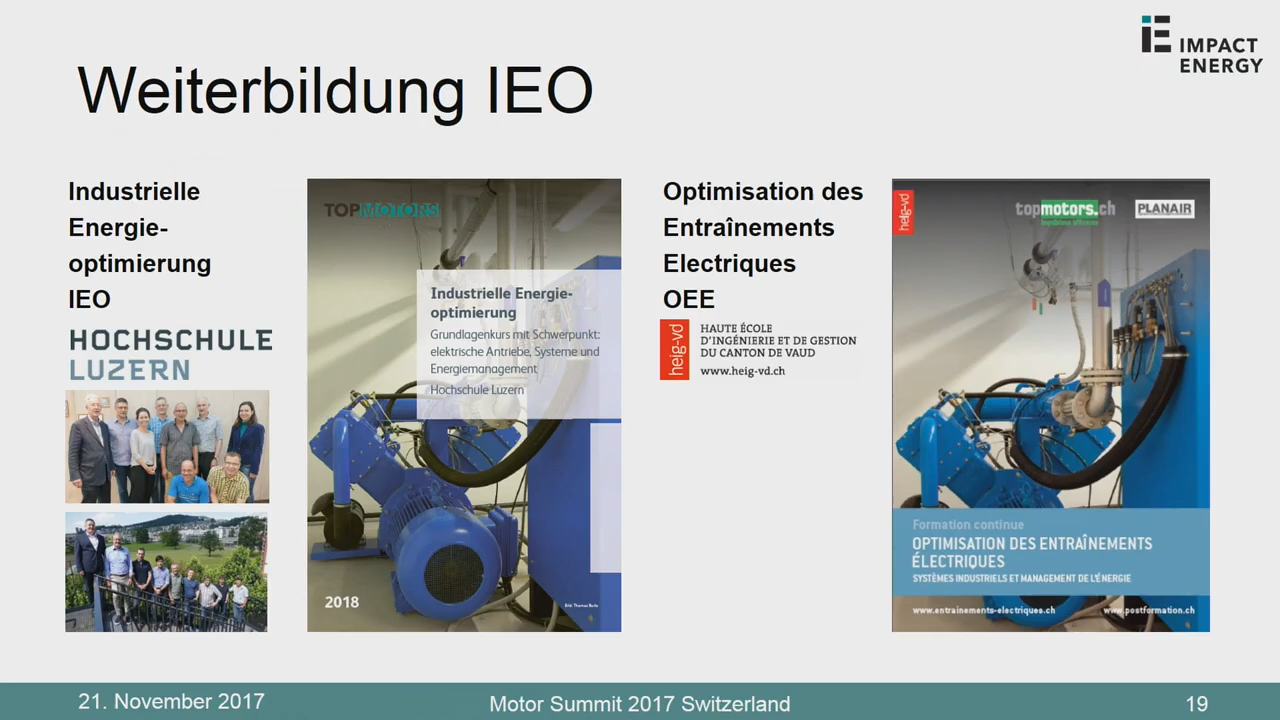 IMPACT
ENERGY
Weiterbildung IEO
Industrielle
Energie-
optimierung
IEO
HOCHSCHULE
LUZERN
TOPMOTORS
Industrielle Energie-
optimierung
Grundlagenkurs mit Schwerpunkt:
elektrische Antriebe, Systeme und
Energiemanagement
Hochschule Luzern
2018
Optimisation des
Entraînements
Electriques
OEE
heig-vd
HAUTE ÉCOLE
D'INGÉNIERIE ET DE GESTION
DU CANTON DE VAUD
www.heig-vd.ch
heig-vd
topmotors.ch
PLANAIR
Formation continue
OPTIMISATION DES ENTRAÎNEMENTS
ÉLECTRIQUES
SYSTÈMES INDUSTRIELS ET MANAGEMENT DE L'ÉNERGIE
www.entrainements-electriques.ch
www.postformation.ch
21. November 2017
Motor Summit 2017 Switzerland
19